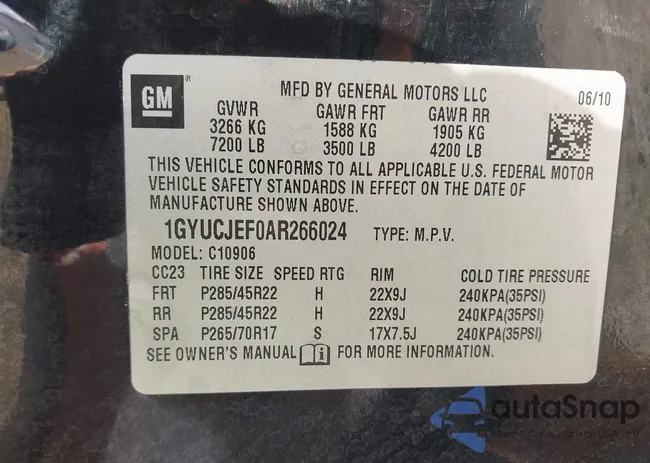 GM ®
MFD BY GENERAL MOTORS LLC 06/10
GVWR GAWR FRT GAWR RR
3266 KG 1588 KG 1905 KG
7200 LB 3500 LB 4200 LB
THIS VEHICLE CONFORMS TO ALL APPLICABLE U.S. FEDERAL MOTOR
VEHICLE SAFETY STANDARDS IN EFFECT ON THE DATE OF
MANUFACTURE SHOWN ABOVE.
1GYUCJEF0AR266024 TYPE: M.P.V.
MODEL: C10906
CC23 TIRE SIZE SPEED RTG RIM COLD TIRE PRESSURE
FRT P285/45R22 H 22X9J 240KPA(35PSI)
RR P285/45R22 H 22X9J 240KPA(35PSI)
SPA P265/70R17 S 17X7.5J 240KPA(35PSI)
SEE OWNER'S MANUAL i FOR MORE INFORMATION.
autoSnap